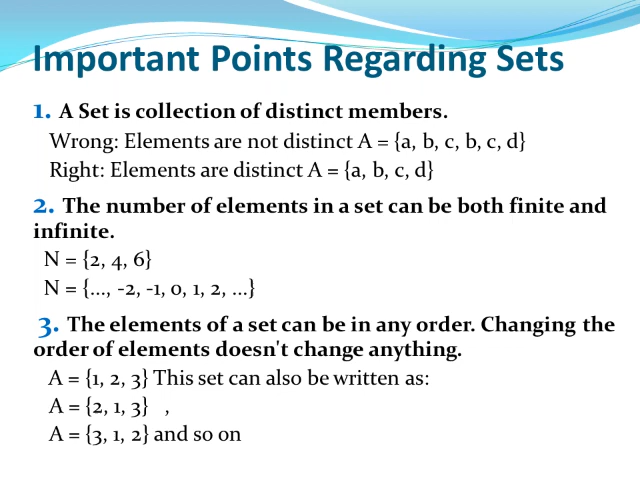 Important Points Regarding Sets
1. A Set is collection of distinct members.
Wrong: Elements are not distinct A = {a, b, c, b, c, d}
Right: Elements are distinct A = {a, b, c, d}
2. The number of elements in a set can be both finite and
infinite.
N = {2, 4, 6}
N = {..., -2, -1, 0, 1, 2, ...}
3. The elements of a set can be in any order. Changing the
order of elements doesn't change anything.
A = {1, 2, 3} This set can also be written as:
A = {2, 1, 3} ,
A = {3, 1, 2} and so on